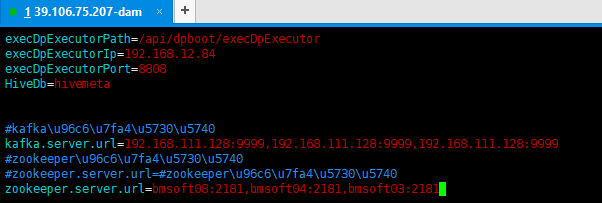 1 39.106.75.207-dam × +
execDpExecutorPath=/api/dpboot/execDpExecutor
execDpExecutorIp=192.168.12.84
execDpExecutorPort=8808
HiveDb=hivemeta
#kafka\u96c6\u7fa4\u5730\u5740
kafka.server.url=192.168.111.128:9999,192.168.111.128:9999,192.168.111.128:9999
#zookeeper\u96c6\u7fa4\u5730\u5740
#zookeeper.server.url=#zookeeper\u96c6\u7fa4\u5730\u5740
zookeeper.server.url=bmsoft08:2181,bmsoft04:2181,bmsoft03:2181